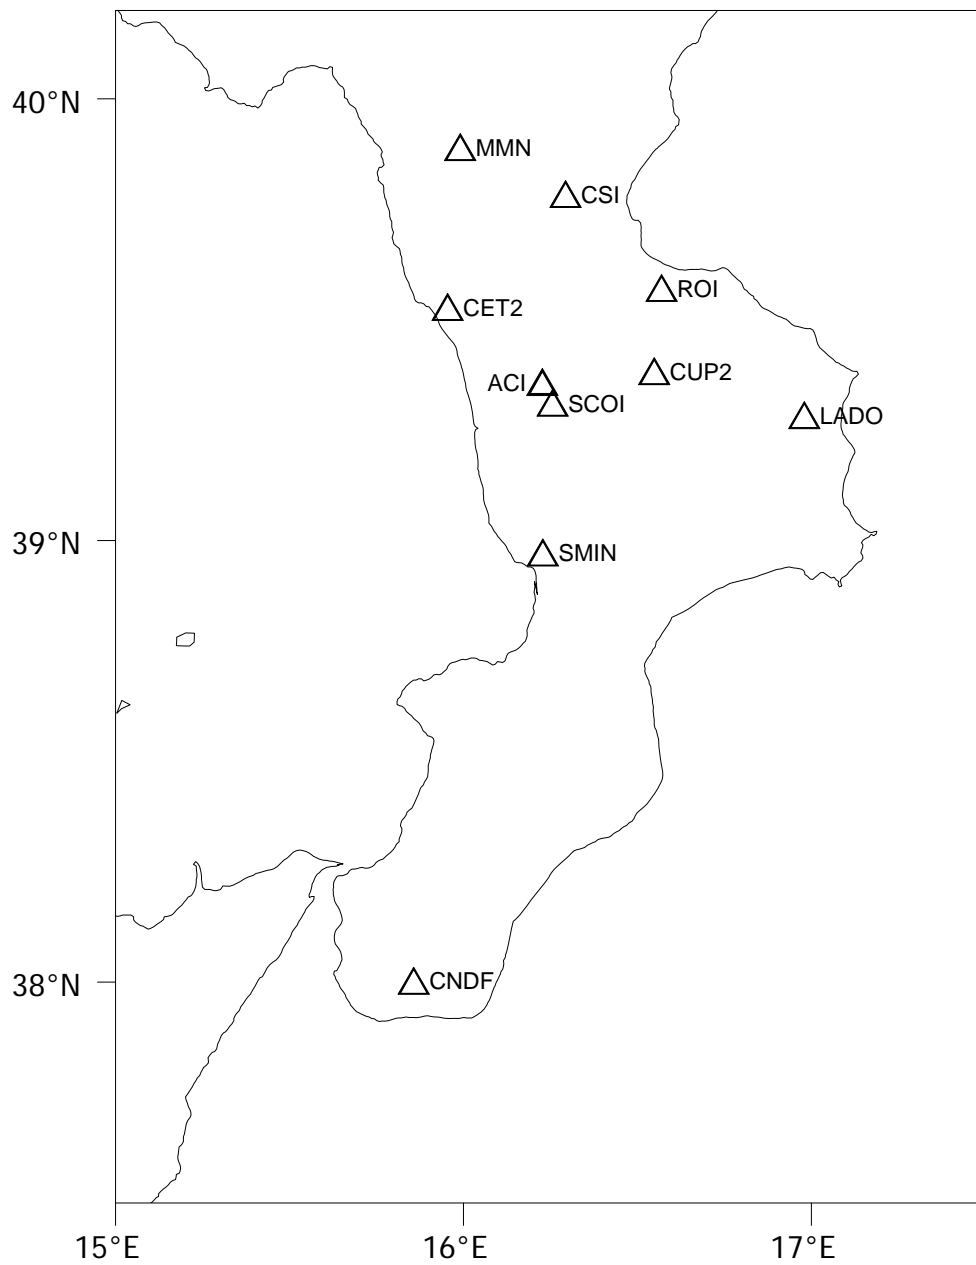 40°N
MMN
CSI
ROI
CET2
CUP2
ACI
SCOI
LADO
39°N
SMIN
38°N
CNDF
15°E
16°E
17°E